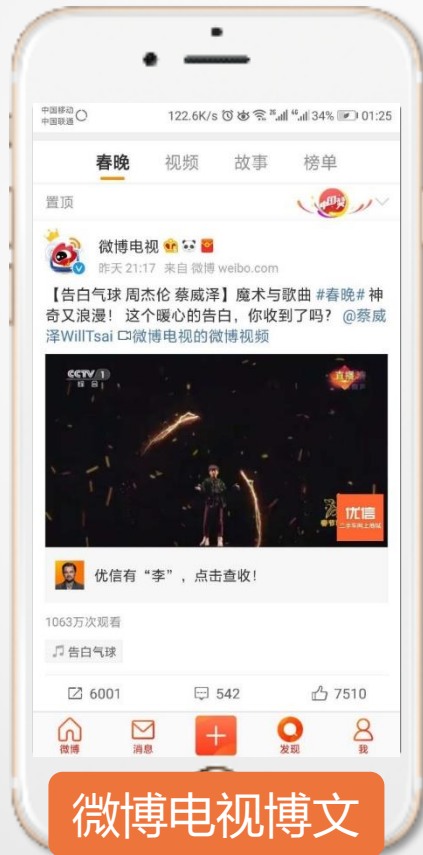 中国移动
中国联通
122.6K/s 26 46 34% 01:25
春晚 视频 故事 榜单
置顶
中国赞
微博电视
昨天 21:17 来自 微博 weibo.com
【告白气球 周杰伦 蔡威泽】魔术与歌曲 #春晚# 神
奇又浪漫! 这个暖心的告白，你收到了吗? @蔡威
泽WillTsai 微博电视的微博视频
CCTV 1
综合
直播
优信
优信有“李”，点击查收!
1063万次观看
告白气球
6001 542 7510
微博 消息 发现 我
微博电视博文